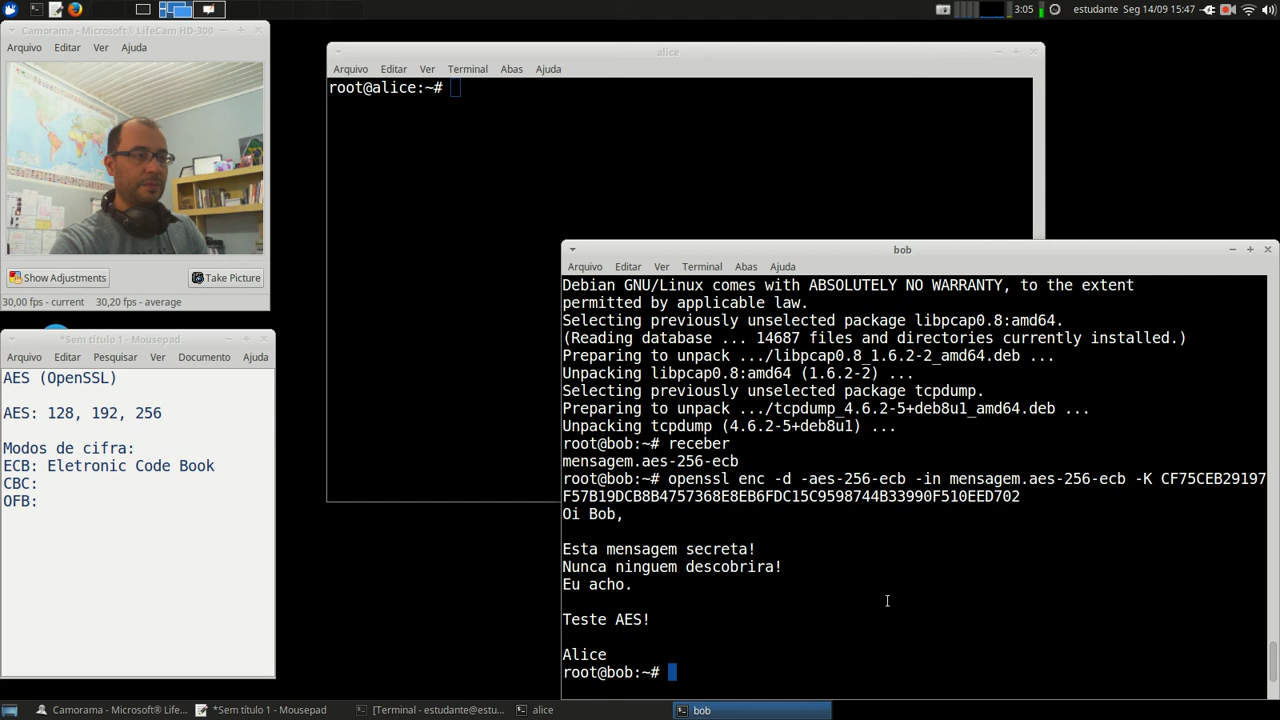 3:05 estudante Seg 14/09 15:47
Camorama - Microsoft® LifeCam HD-300
Arquivo Editar Ver Ajuda
Show Adjustments Take Picture
30,00 fps - current 30,20 fps - average
*Sem título 1 - Mousepad
Arquivo Editar Pesquisar Ver Documento Ajuda
AES (OpenSSL)
AES: 128, 192, 256
Modos de cifra:
ECB: Eletronic Code Book
CBC:
OFB:
alice
Arquivo Editar Ver Terminal Abas Ajuda
root@alice:~#
bob
Arquivo Editar Ver Terminal Abas Ajuda
Debian GNU/Linux comes with ABSOLUTELY NO WARRANTY, to the extent
permitted by applicable law.
Selecting previously unselected package libpcap0.8:amd64.
(Reading database ... 14687 files and directories currently installed.)
Preparing to unpack .../libpcap0.8_1.6.2-2_amd64.deb ...
Unpacking libpcap0.8:amd64 (1.6.2-2) ...
Selecting previously unselected package tcpdump.
Preparing to unpack .../tcpdump_4.6.2-5+deb8u1_amd64.deb ...
Unpacking tcpdump (4.6.2-5+deb8u1) ...
root@bob:~# receber
mensagem.aes-256-ecb
root@bob:~# openssl enc -d -aes-256-ecb -in mensagem.aes-256-ecb -K CF75CEB29197
F57B19DCB8B4757368E8EB6FDC15C9598744B33990F510EED702
Oi Bob,
Esta mensagem secreta!
Nunca ninguem descobrira!
Eu acho.
Teste AES!
Alice
root@bob:~#
Camorama - Microsoft® LifeCam... *Sem título 1 - Mousepad [Terminal - estudante@estu... alice bob